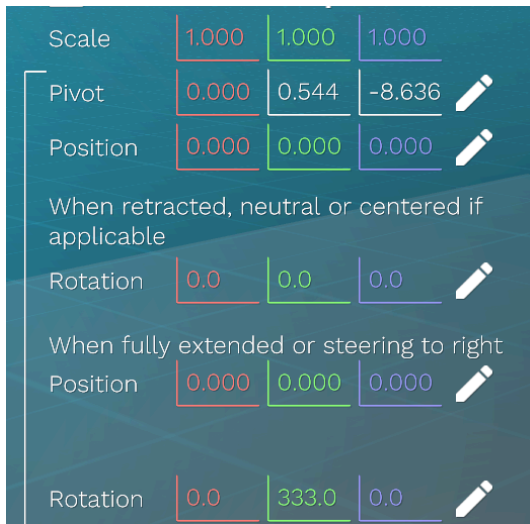 Scale 1.000 1.000 1.000
Pivot 0.000 0.544 -8.636
Position 0.000 0.000 0.000
When retracted, neutral or centered if
applicable
Rotation 0.0 0.0 0.0
When fully extended or steering to right
Position 0.000 0.000 0.000
Rotation 0.0 333.0 0.0